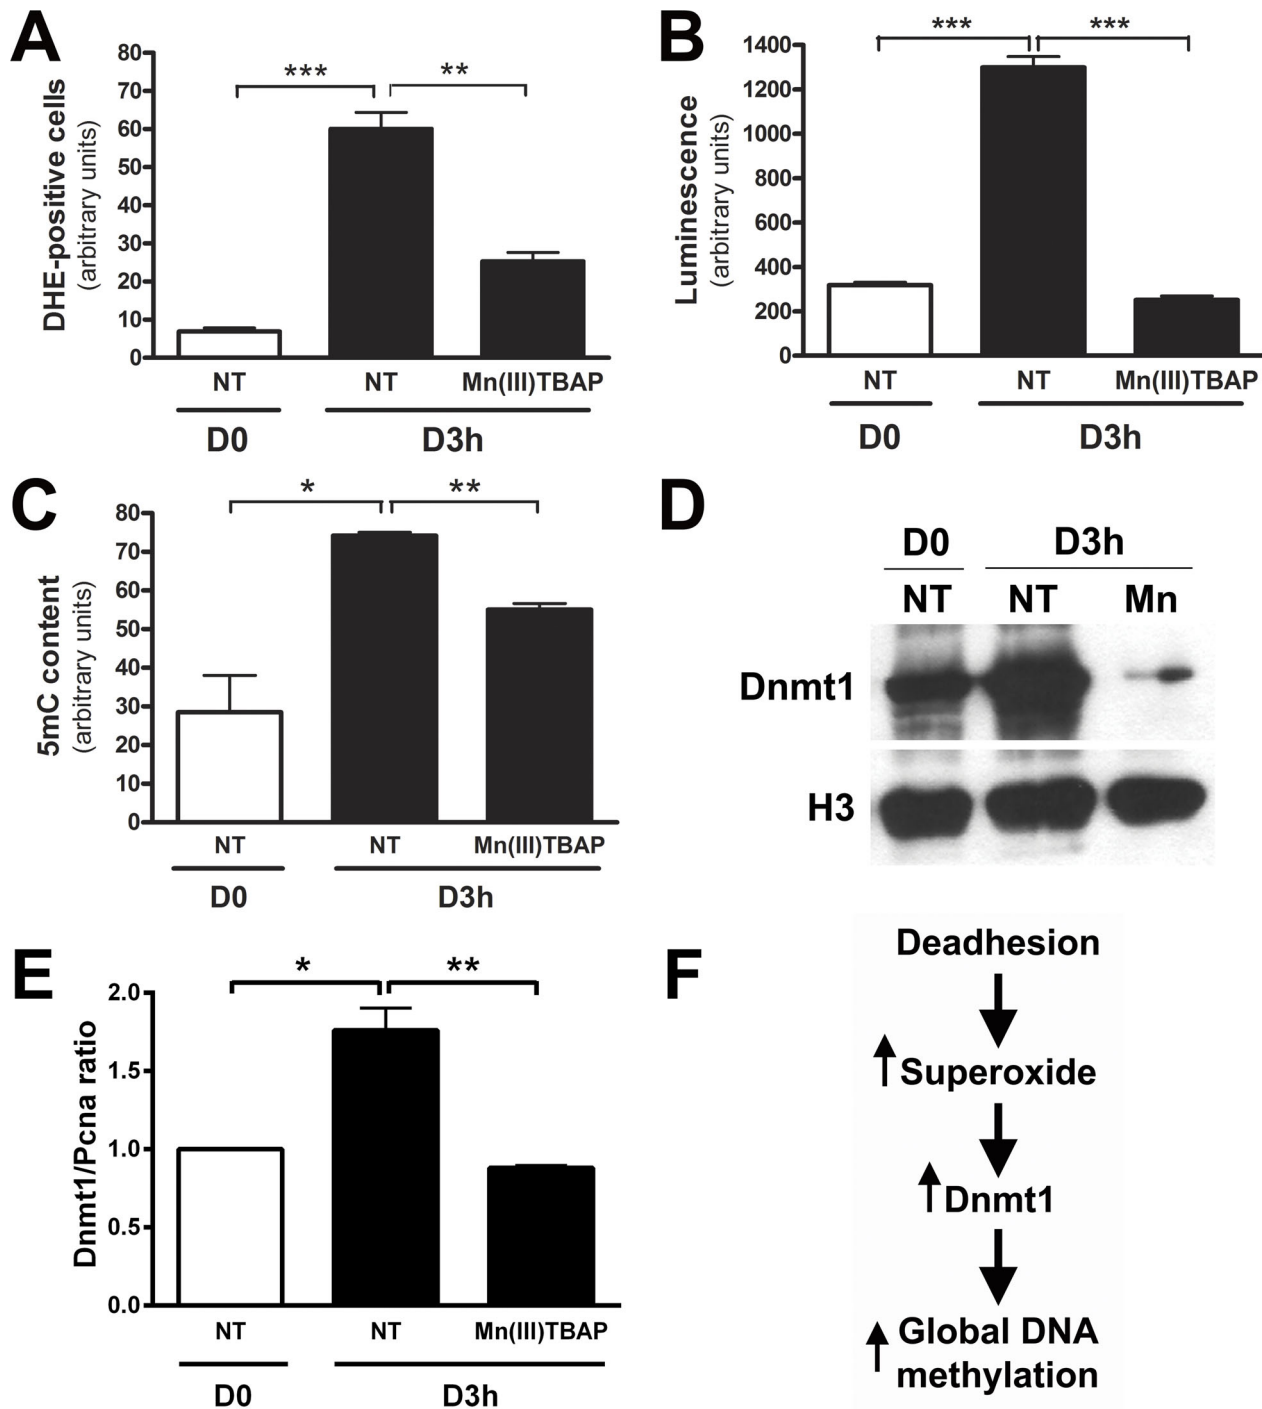 A
DHE-positive cells
(arbitrary units)
80
70
60
50
40
30
20
10
0
***
**
NT
NT
Mn(III)TBAP
D0
D3h
B
Luminescence
(arbitrary units)
1400
1200
1000
800
600
400
200
0
***
***
NT
NT
Mn(III)TBAP
D0
D3h
C
5mC content
(arbitrary units)
80
70
60
50
40
30
20
10
0
*
**
NT
NT
Mn(III)TBAP
D0
D3h
D
D0
D3h
NT
NT
Mn
Dnmt1
H3
E
Dnmt1/Pcna ratio
2.0
1.5
1.0
0.5
0.0
*
**
NT
NT
Mn(III)TBAP
D0
D3h
F
Deadhesion
Superoxide
Dnmt1
Global DNA
methylation